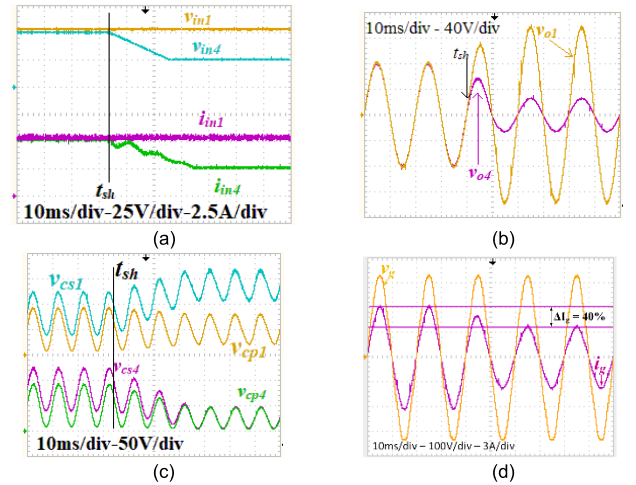 v_in1
v_in4
i_in1
t_sh
i_in4
10ms/div-25V/div-2.5A/div
(a)
10ms/div - 40V/div
v_o1
t_sh
v_o4
(b)
v_cs1
t_sh
v_cp1
v_cs4
v_cp4
10ms/div-50V/div
(c)
v_g
ΔI_g = 40%
i_g
10ms/div – 100V/div – 3A/div
(d)